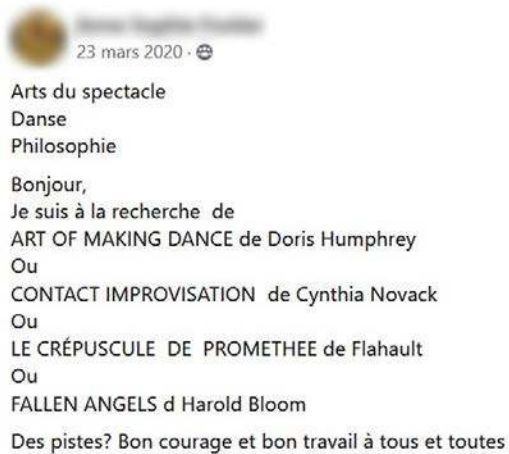 23 mars 2020 ·
Arts du spectacle
Danse
Philosophie
Bonjour,
Je suis à la recherche de
ART OF MAKING DANCE de Doris Humphrey
Ou
CONTACT IMPROVISATION de Cynthia Novack
Ou
LE CRÉPUSCULE DE PROMETHEE de Flahault
Ou
FALLEN ANGELS d Harold Bloom
Des pistes? Bon courage et bon travail à tous et toutes